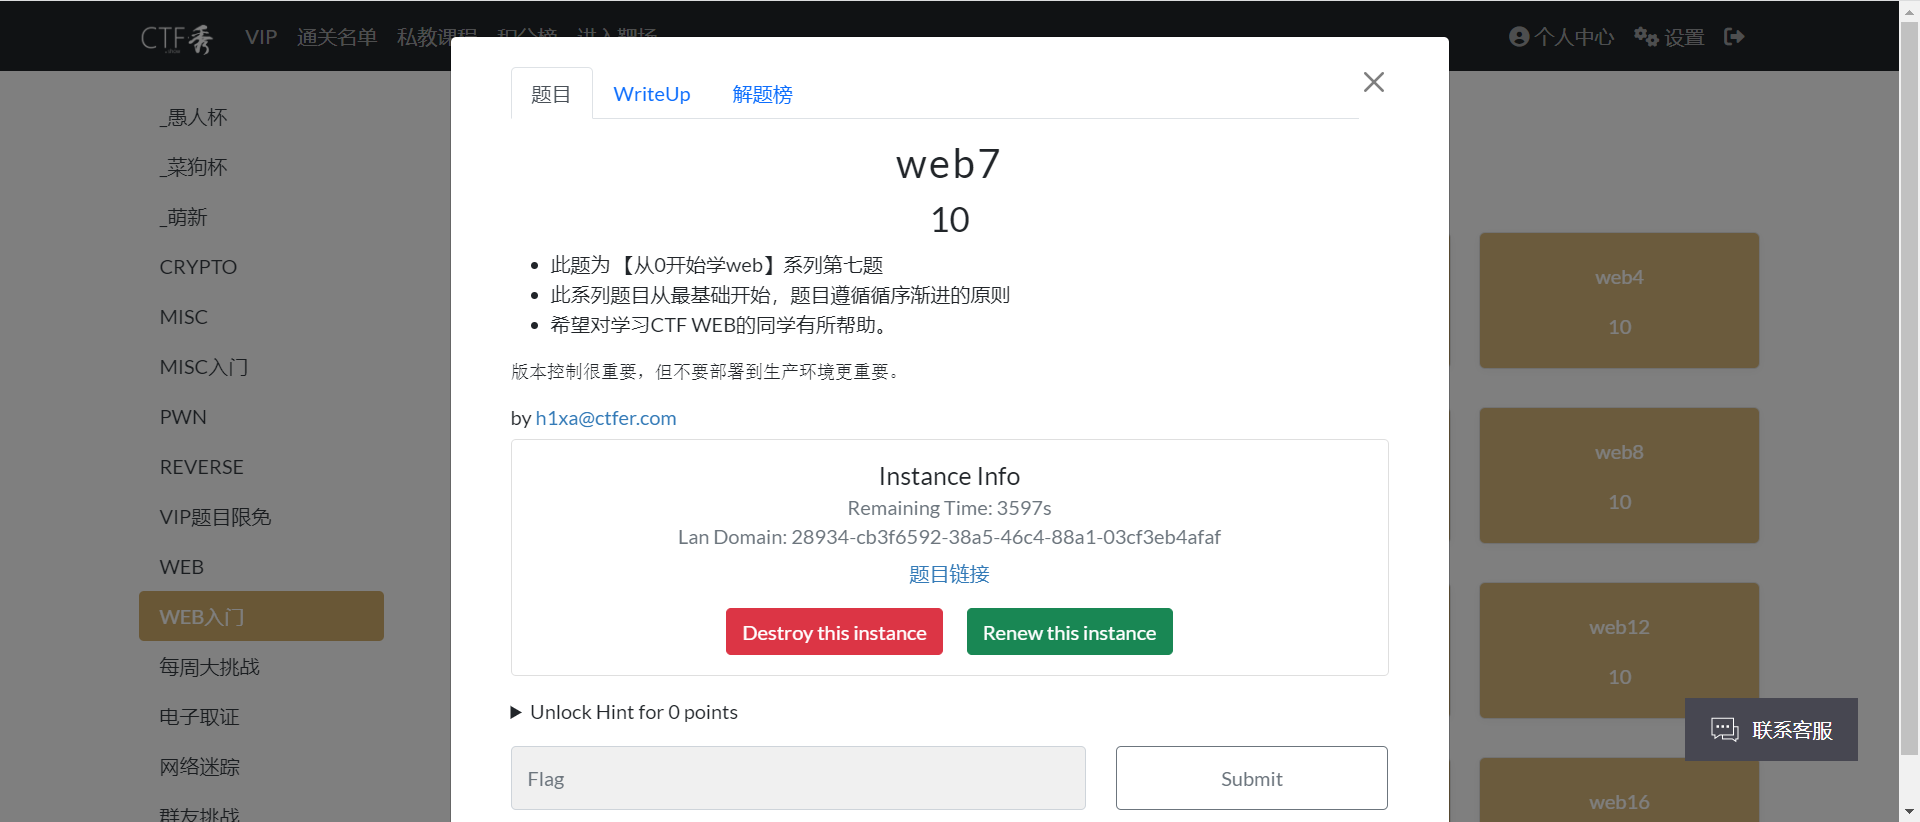 CTF秀 VIP 通关名单 私教课程 积分榜 进入靶场 个人中心 设置
题目 WriteUp 解题榜
_愚人杯
_菜狗杯
_萌新
CRYPTO
MISC
MISC入门
PWN
REVERSE
VIP题目限免
WEB
WEB入门
每周大挑战
电子取证
网络迷踪
群友挑战
web7
10
此题为 【从0开始学web】系列第七题
此系列题目从最基础开始，题目遵循循序渐进的原则
希望对学习CTF WEB的同学有所帮助。
版本控制很重要，但不要部署到生产环境更重要。
by h1xa@ctfer.com
Instance Info
Remaining Time: 3597s
Lan Domain: 28934-cb3f6592-38a5-46c4-88a1-03cf3eb4afaf
题目链接
Destroy this instance Renew this instance
Unlock Hint for 0 points
Flag Submit
web4
10
web8
10
web12
10
web16
联系客服